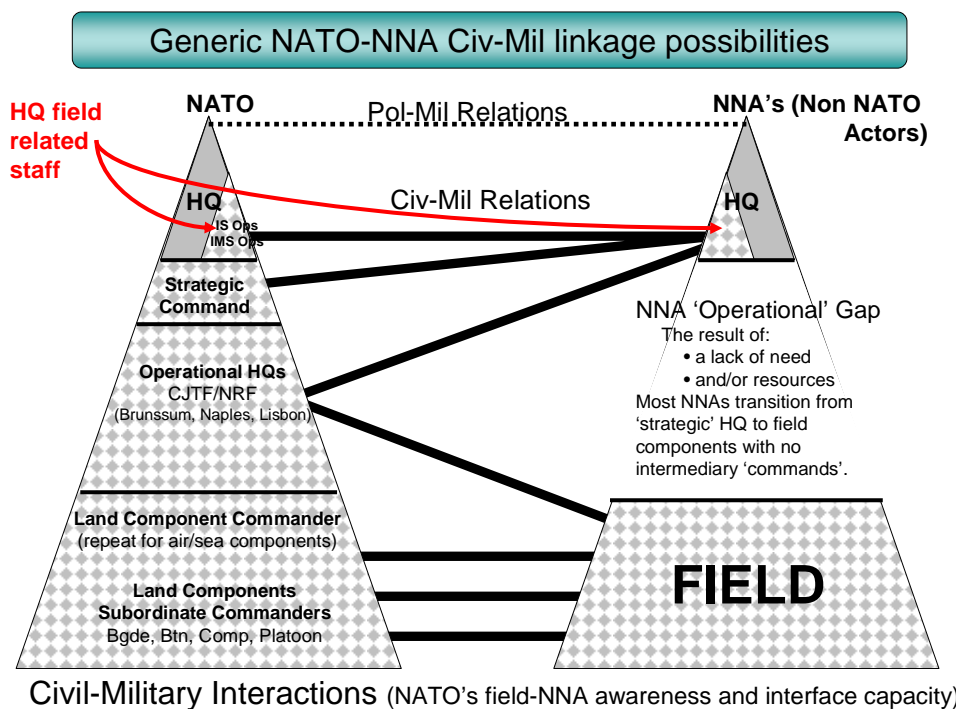 Generic NATO-NNA Civ-Mil linkage possibilities
HQ field
related
staff
NATO
Pol-Mil Relations
NNA's (Non NATO
Actors)
HQ
IS Ops
IMS Ops
Civ-Mil Relations
HQ
Strategic
Command
Operational HQs
CJTF/NRF
(Brunssum, Naples, Lisbon)
NNA ‘Operational’ Gap
The result of:
• a lack of need
• and/or resources
Most NNAs transition from
‘strategic’ HQ to field
components with no
intermediary ‘commands’.
Land Component Commander
(repeat for air/sea components)
Land Components
Subordinate Commanders
Bgde, Btn, Comp, Platoon
FIELD
Civil-Military Interactions (NATO’s field-NNA awareness and interface capacity)